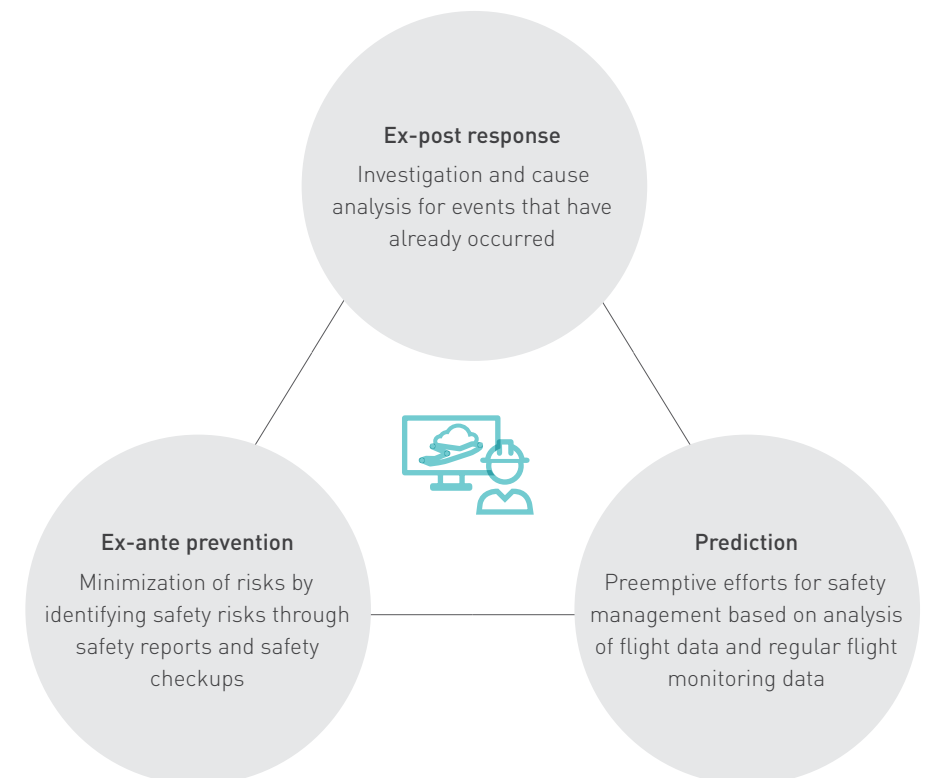 Ex-post response
Investigation and cause
analysis for events that have
already occurred
Ex-ante prevention
Minimization of risks by
identifying safety risks through
safety reports and safety
checkups
Prediction
Preemptive efforts for safety
management based on analysis
of flight data and regular flight
monitoring data